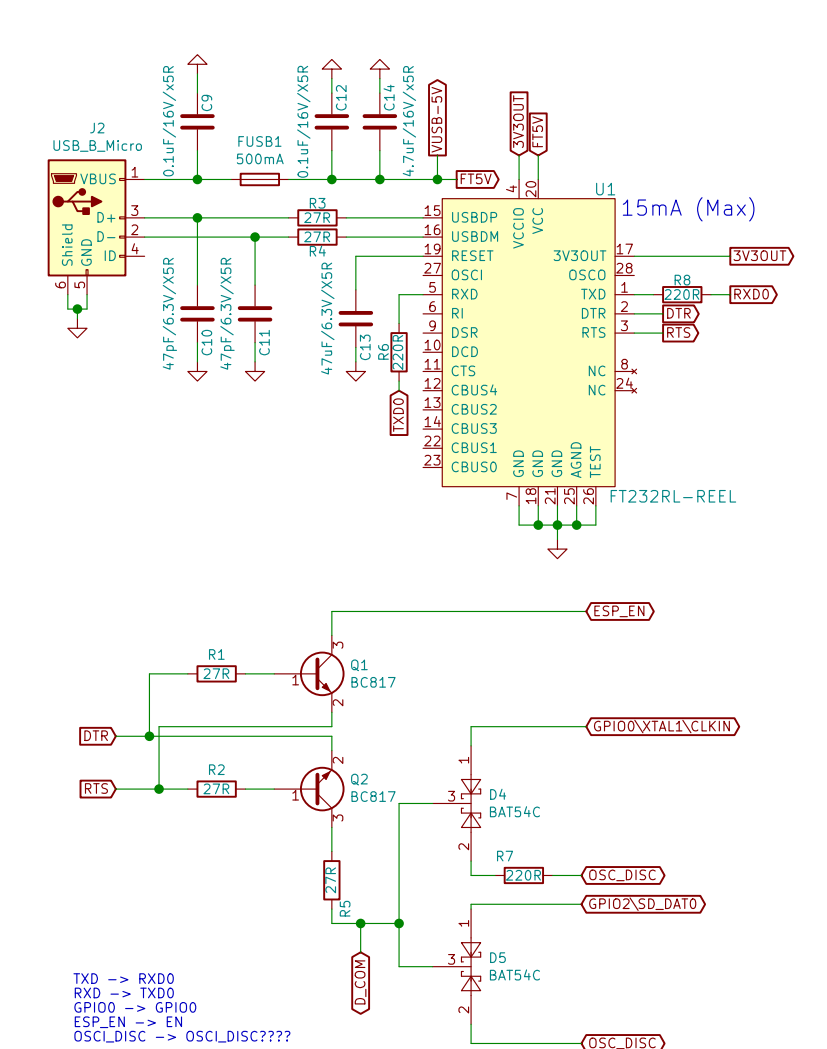 0.1uF/16V/x5R
C9
0.1uF/16V/X5R
C12
C14
4.7uF/16V/x5R
VUSB-5V
3V3OUT
FT5V
J2
USB_B_Micro
FUSB1
500mA
VBUS 1
FT5V
4
20
U1
15mA (Max)
D+ 3
D- 2
ID 4
Shield
GND
6
5
R3
27R
27R
R4
15 USBDP
16 USBDM
19 RESET
27 OSCI
5 RXD
6 RI
9 DSR
10 DCD
11 CTS
12 CBUS4
13 CBUS2
14 CBUS3
22 CBUS1
23 CBUS0
VCCIO
VCC
3V3OUT 17
3V3OUT
OSCO 28
R8
TXD 1
220R
RXD0
DTR 2
DTR
RTS 3
RTS
NC 8
NC 24
47pF/6.3V/X5R
C10
47pF/6.3V/X5R
C11
47uF/6.3V/X5R
C13
R6
220R
TXD0
GND
GND
GND
AGND
TEST
7
18
21
25
26
FT232RL-REEL
ESP_EN
3
R1
27R
1
Q1
BC817
2
DTR
GPIO0\XTAL1\CLKIN
2
R2
RTS
27R
1
Q2
BC817
3
1
3
D4
BAT54C
2
R7
220R
OSC_DISC
27R
R5
GPIO2\SD_DAT0
1
3
D5
BAT54C
2
D_COM
OSC_DISC
TXD -> RXD0
RXD -> TXD0
GPIO0 -> GPIO0
ESP_EN -> EN
OSCI_DISC -> OSCI_DISC????